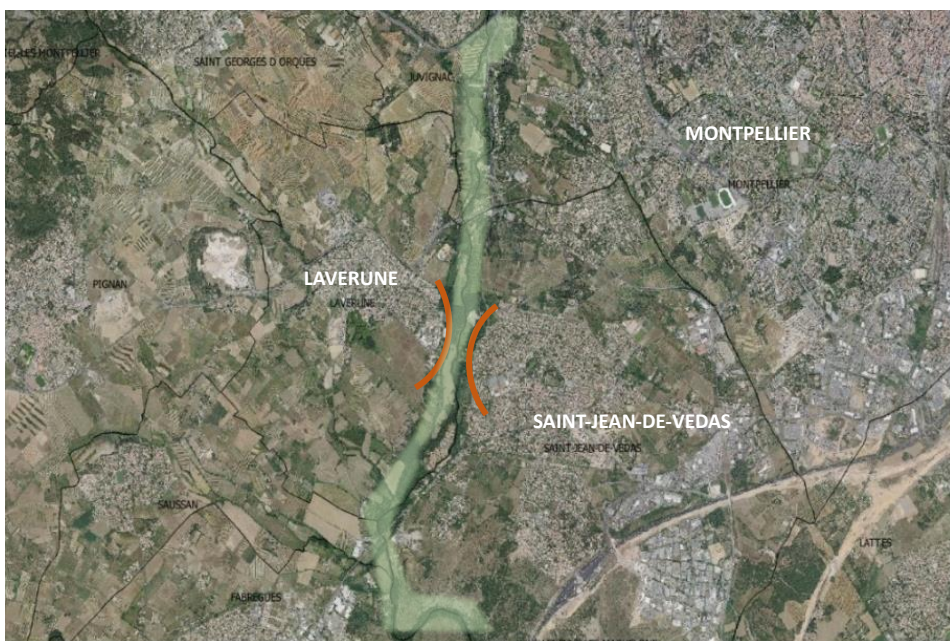 SAINT GEORGES D ORQUES
JUVIGNAC
MONTPELLIER
MONTPELLIER
LAVERUNE
PIGNAN
LAVERUNE
SAINT-JEAN-DE-VEDAS
SAINT-JEAN-DE-VEDAS
SAUSSAN
LATTES
FABREGUES